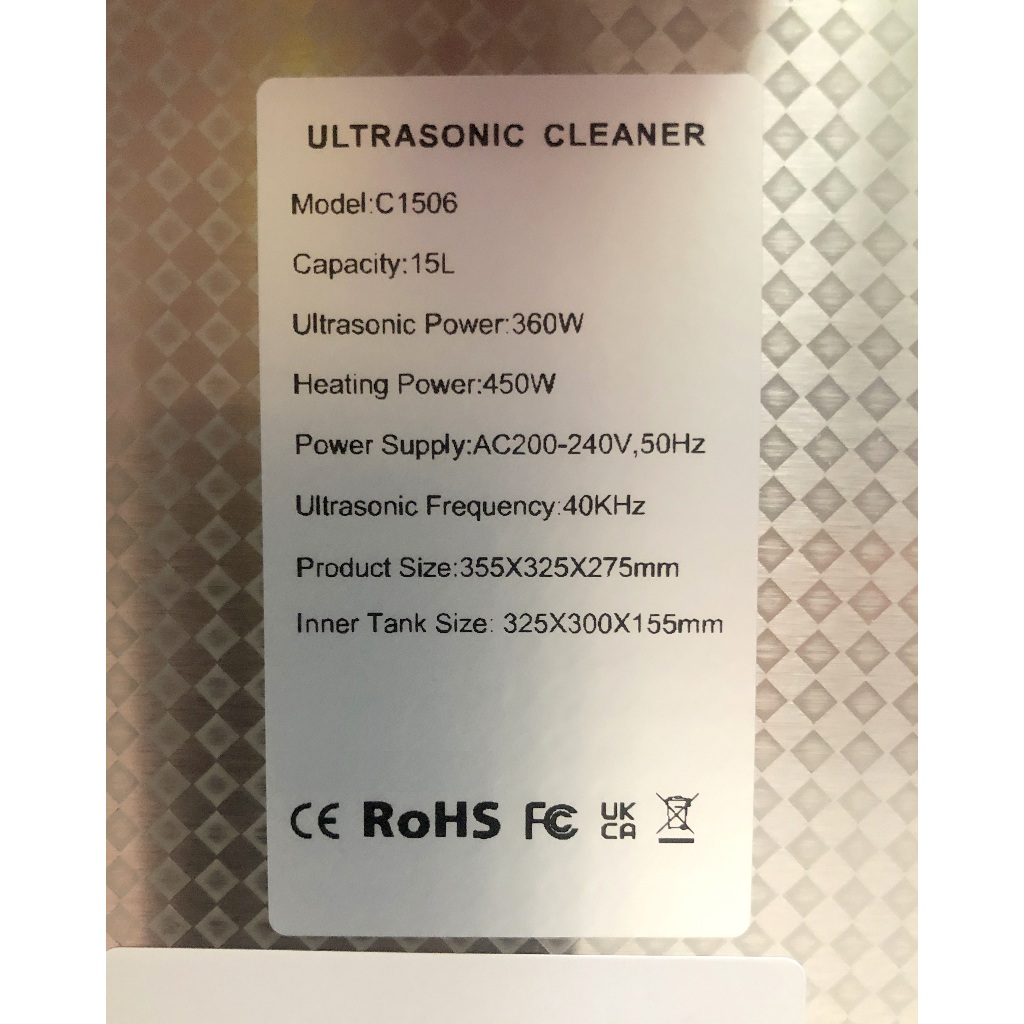 ULTRASONIC CLEANER
Model:C1506
Capacity:15L
Ultrasonic Power:360W
Heating Power:450W
Power Supply:AC200-240V,50Hz
Ultrasonic Frequency:40KHz
Product Size:355X325X275mm
Inner Tank Size: 325X300X155mm
CE RoHS FC UK
CA